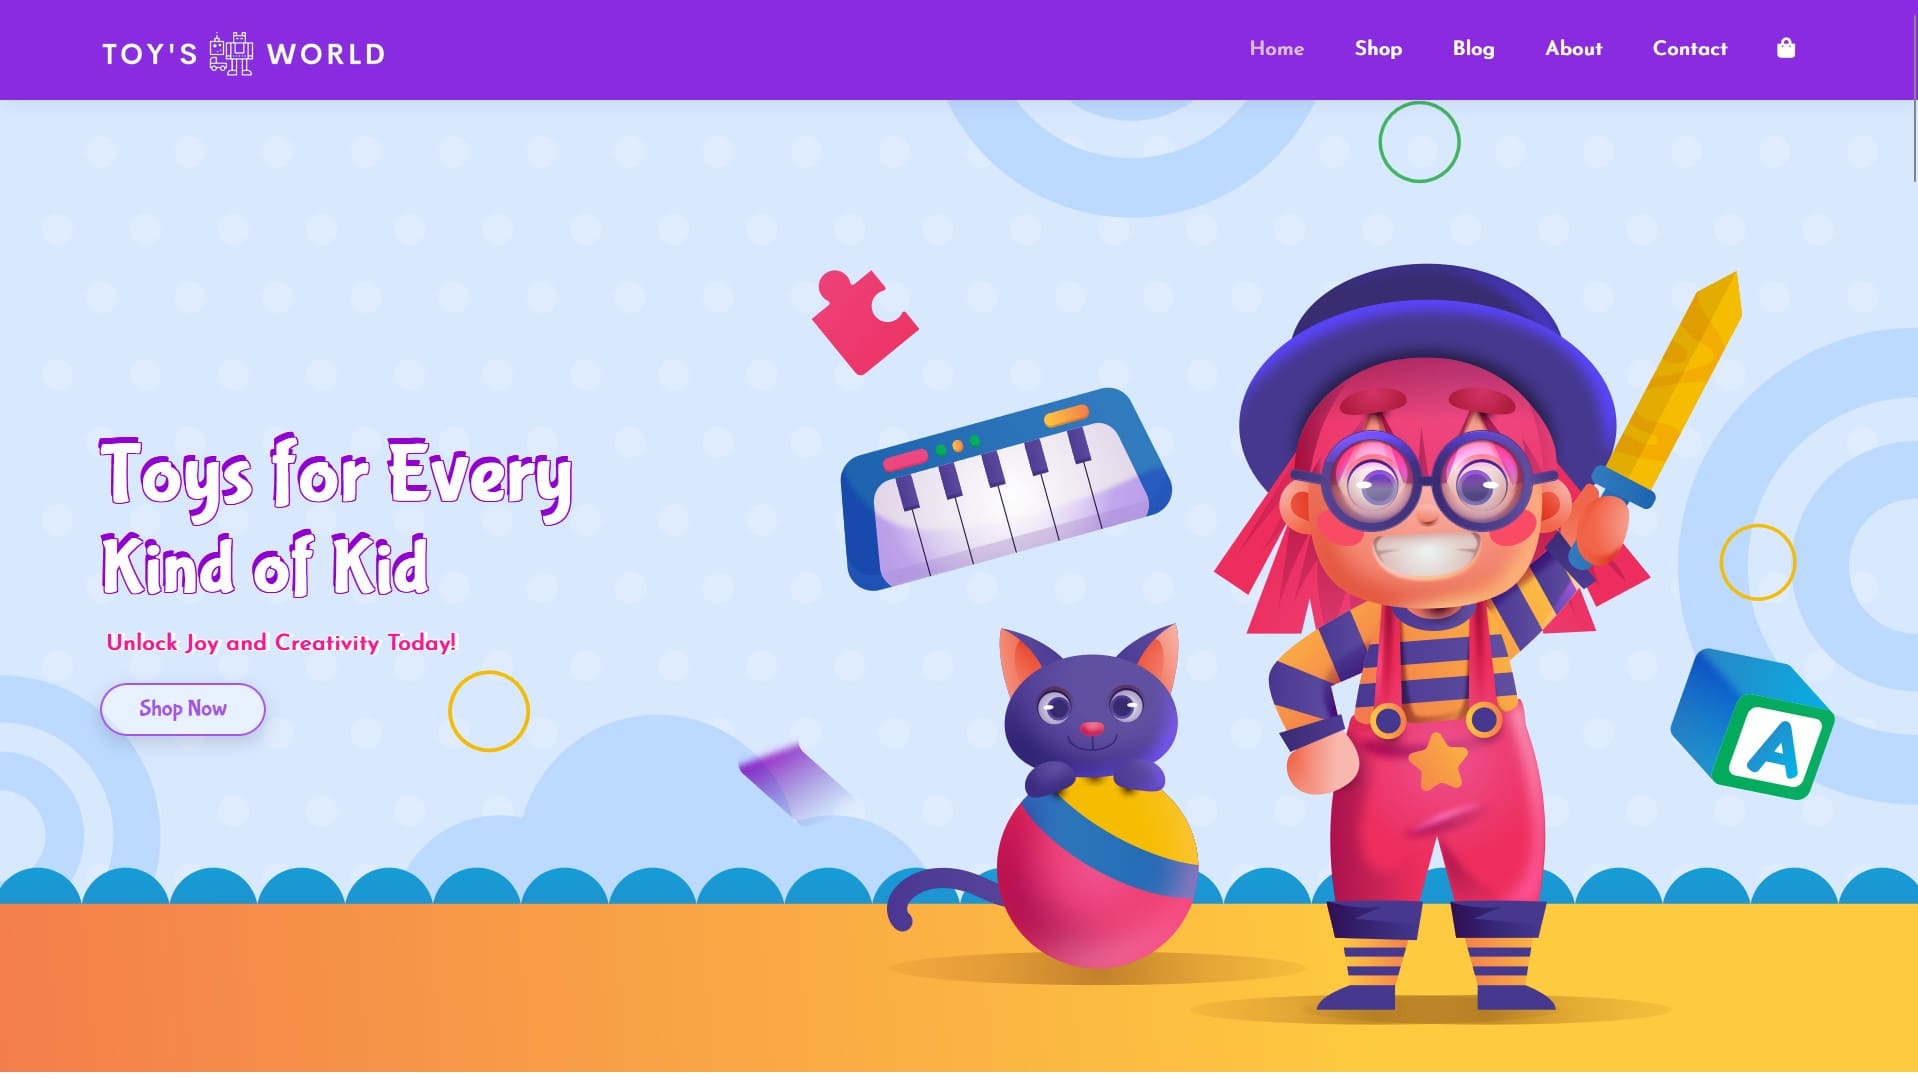 TOY'S WORLD
Home Shop Blog About Contact
Toys for Every
Kind of Kid
Unlock Joy and Creativity Today!
Shop Now
A